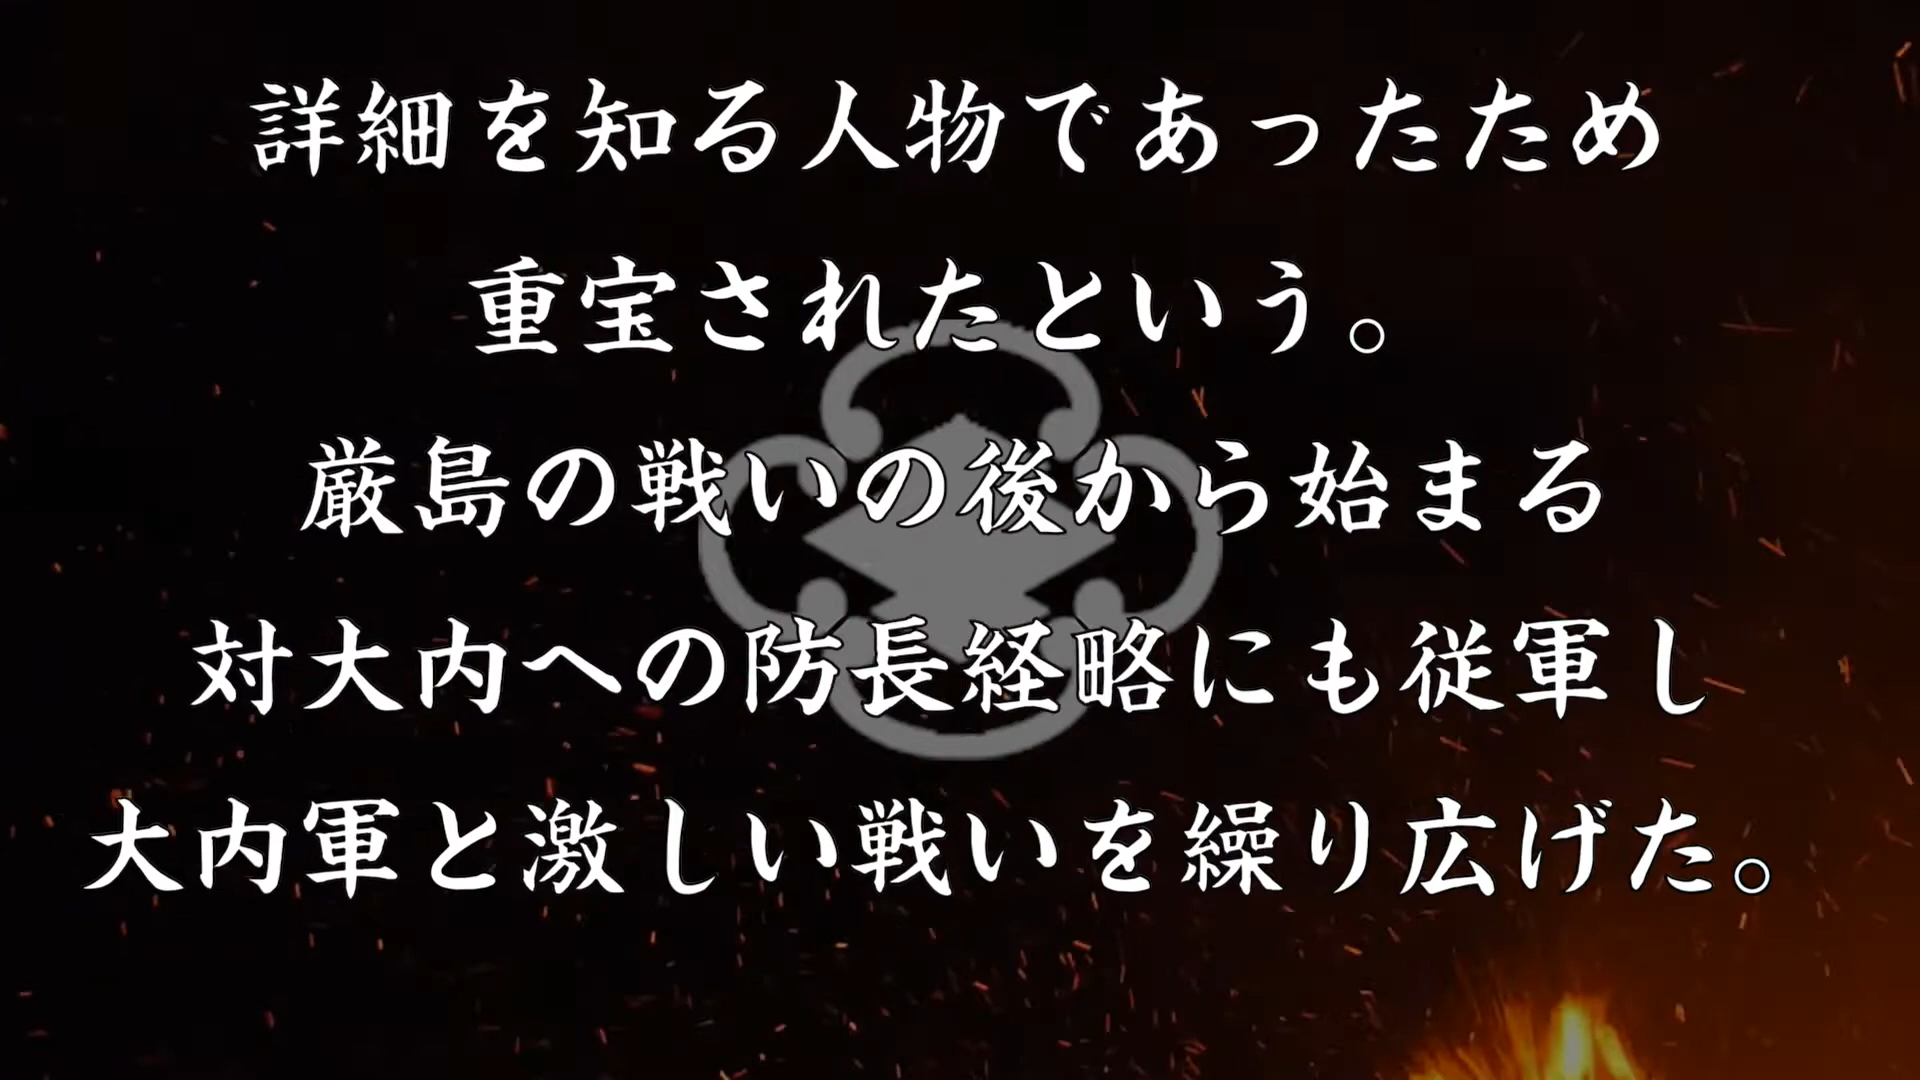 詳細を知る人物であったため
重宝されたという。
厳島の戦いの後から始まる
対大内への防長経略にも従軍し
大内軍と激しい戦いを繰り広げた。